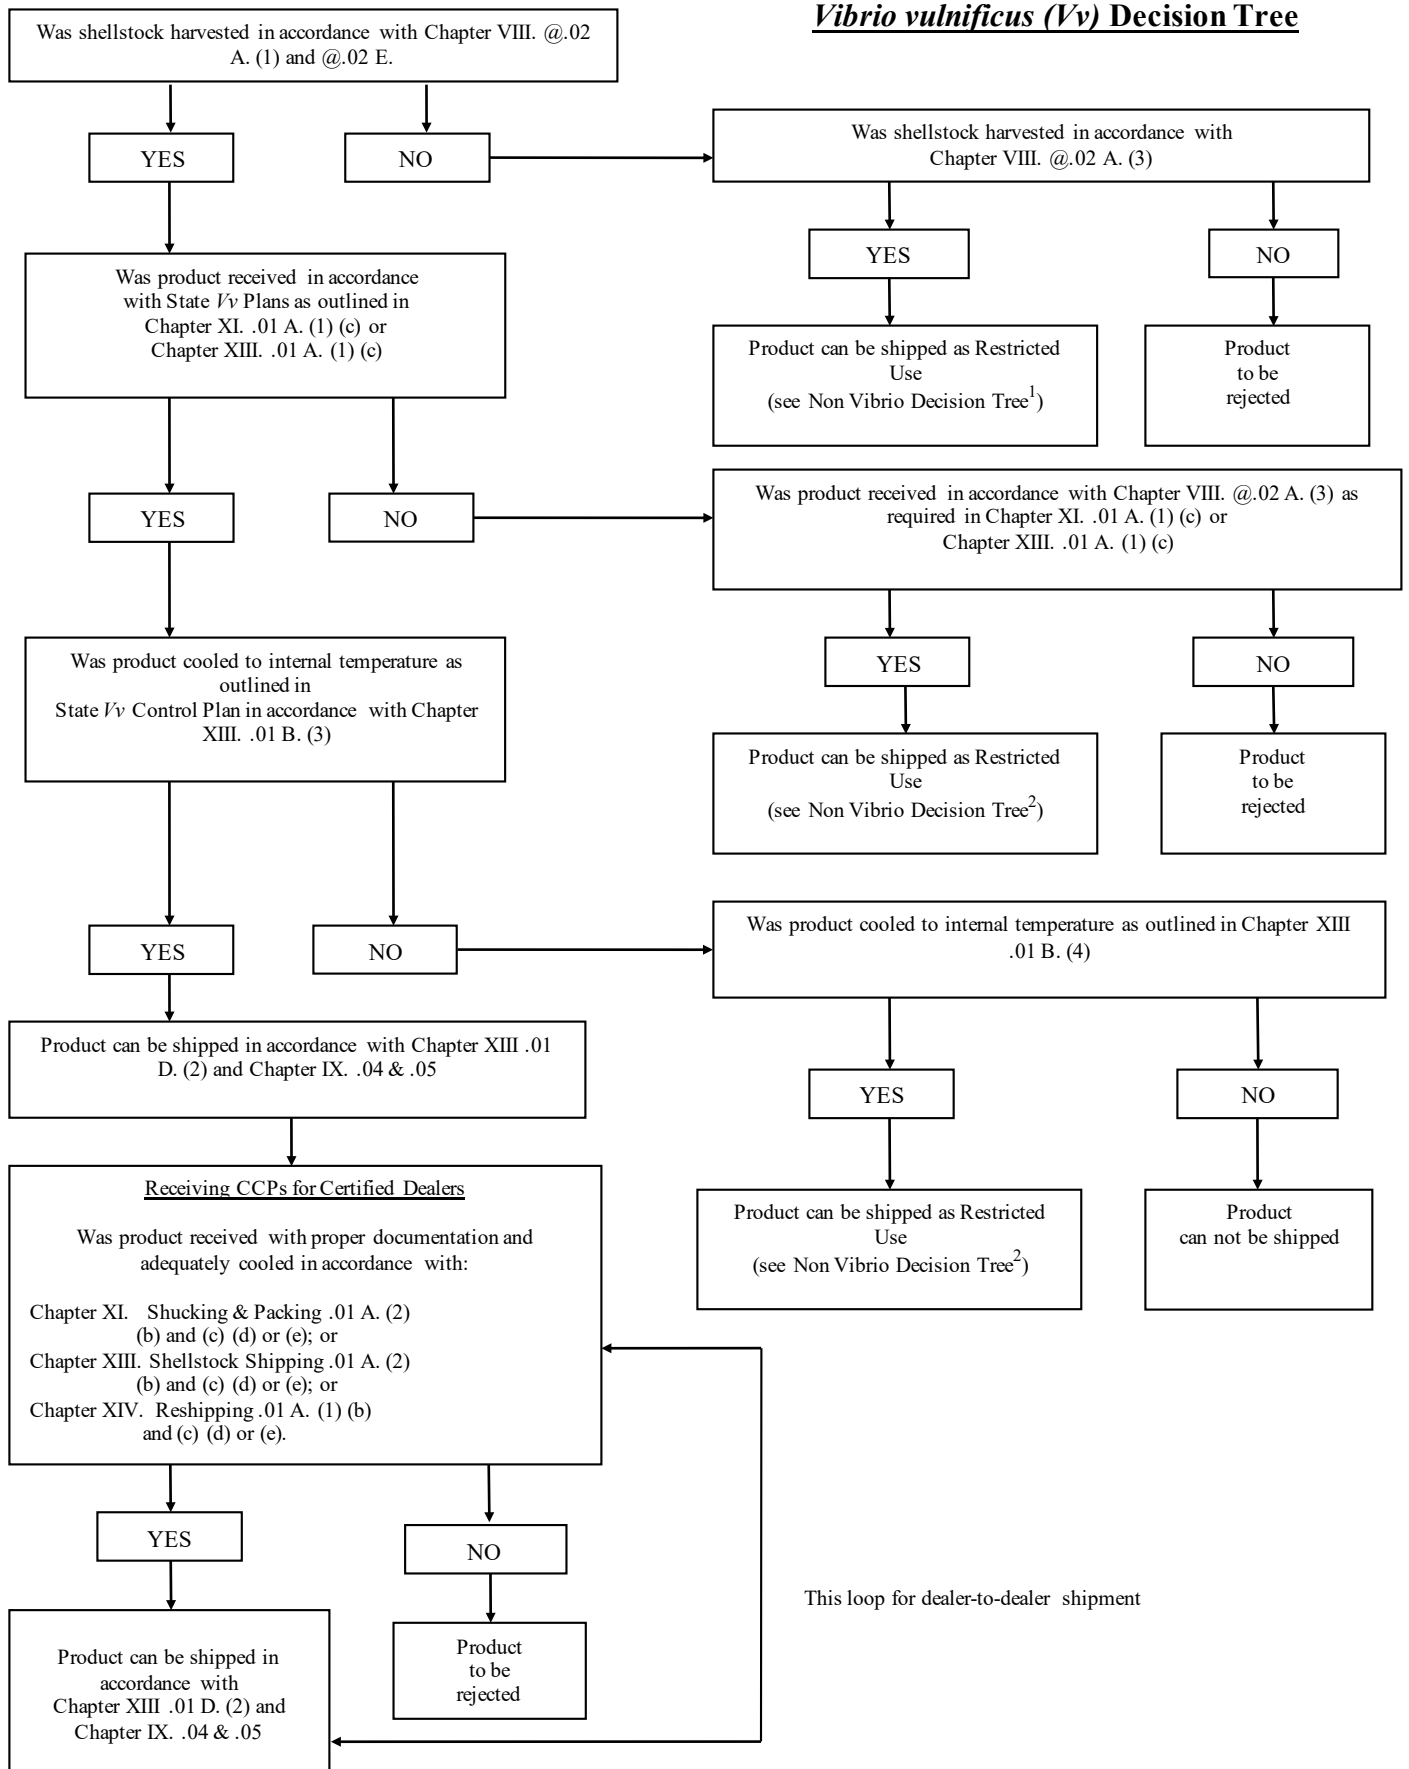 Vibrio vulnificus (Vv) Decision Tree
Was shellstock harvested in accordance with Chapter VIII. @.02
A. (1) and @.02 E.
YES
NO
Was shellstock harvested in accordance with
Chapter VIII. @.02 A. (3)
YES
NO
Product can be shipped as Restricted
Use
(see Non Vibrio Decision Tree1)
Product
to be
rejected
Was product received in accordance
with State Vv Plans as outlined in
Chapter XI. .01 A. (1) (c) or
Chapter XIII. .01 A. (1) (c)
YES
NO
Was product received in accordance with Chapter VIII. @.02 A. (3) as
required in Chapter XI. .01 A. (1) (c) or
Chapter XIII. .01 A. (1) (c)
YES
NO
Product can be shipped as Restricted
Use
(see Non Vibrio Decision Tree2)
Product
to be
rejected
Was product cooled to internal temperature as
outlined in
State Vv Control Plan in accordance with Chapter
XIII. .01 B. (3)
YES
NO
Was product cooled to internal temperature as outlined in Chapter XIII
.01 B. (4)
YES
NO
Product can be shipped as Restricted
Use
(see Non Vibrio Decision Tree2)
Product
can not be shipped
Product can be shipped in accordance with Chapter XIII .01
D. (2) and Chapter IX. .04 & .05
Receiving CCPs for Certified Dealers
Was product received with proper documentation and
adequately cooled in accordance with:
Chapter XI. Shucking & Packing .01 A. (2)
(b) and (c) (d) or (e); or
Chapter XIII. Shellstock Shipping .01 A. (2)
(b) and (c) (d) or (e); or
Chapter XIV. Reshipping .01 A. (1) (b)
and (c) (d) or (e).
YES
NO
Product
to be
rejected
This loop for dealer-to-dealer shipment
Product can be shipped in
accordance with
Chapter XIII .01 D. (2) and
Chapter IX. .04 & .05